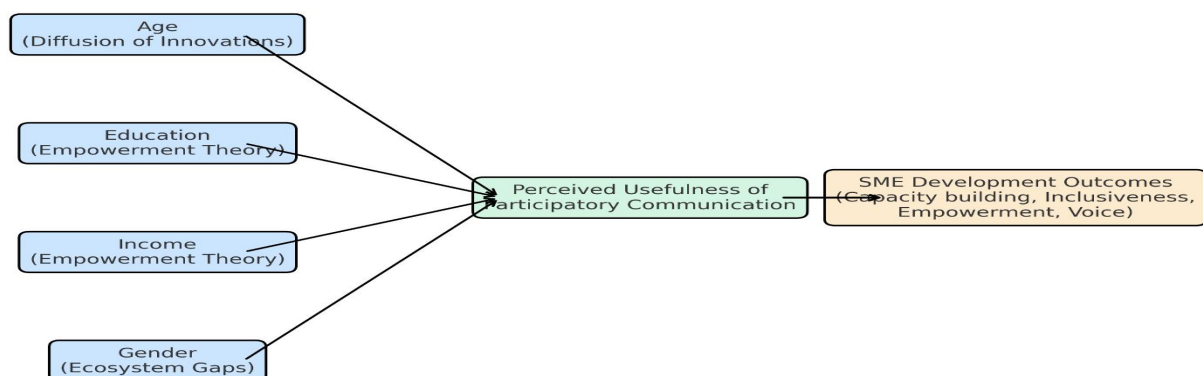 Age
(Diffusion of Innovations)
Education
(Empowerment Theory)
Income
(Empowerment Theory)
Gender
(Ecosystem Gaps)
Perceived Usefulness of
Participatory Communication
SME Development Outcomes
(Capacity building, Inclusiveness,
Empowerment, Voice)